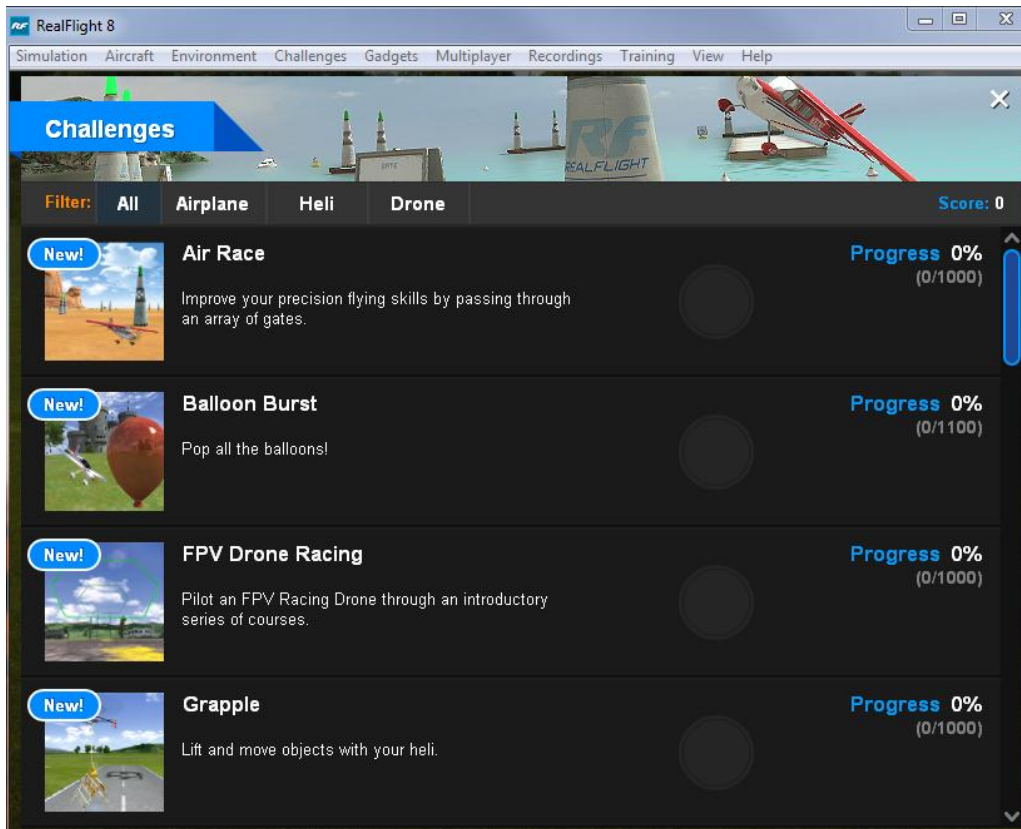 RF RealFlight 8
Simulation Aircraft Environment Challenges Gadgets Multiplayer Recordings Training View Help
Challenges
RF
REALFLIGHT
Filter: All Airplane Heli Drone Score: 0
New!
Air Race
Progress 0%
(0/1000)
Improve your precision flying skills by passing through
an array of gates.
New!
Balloon Burst
Progress 0%
(0/1100)
Pop all the balloons!
New!
FPV Drone Racing
Progress 0%
(0/1000)
Pilot an FPV Racing Drone through an introductory
series of courses.
New!
Grapple
Progress 0%
(0/1000)
Lift and move objects with your heli.